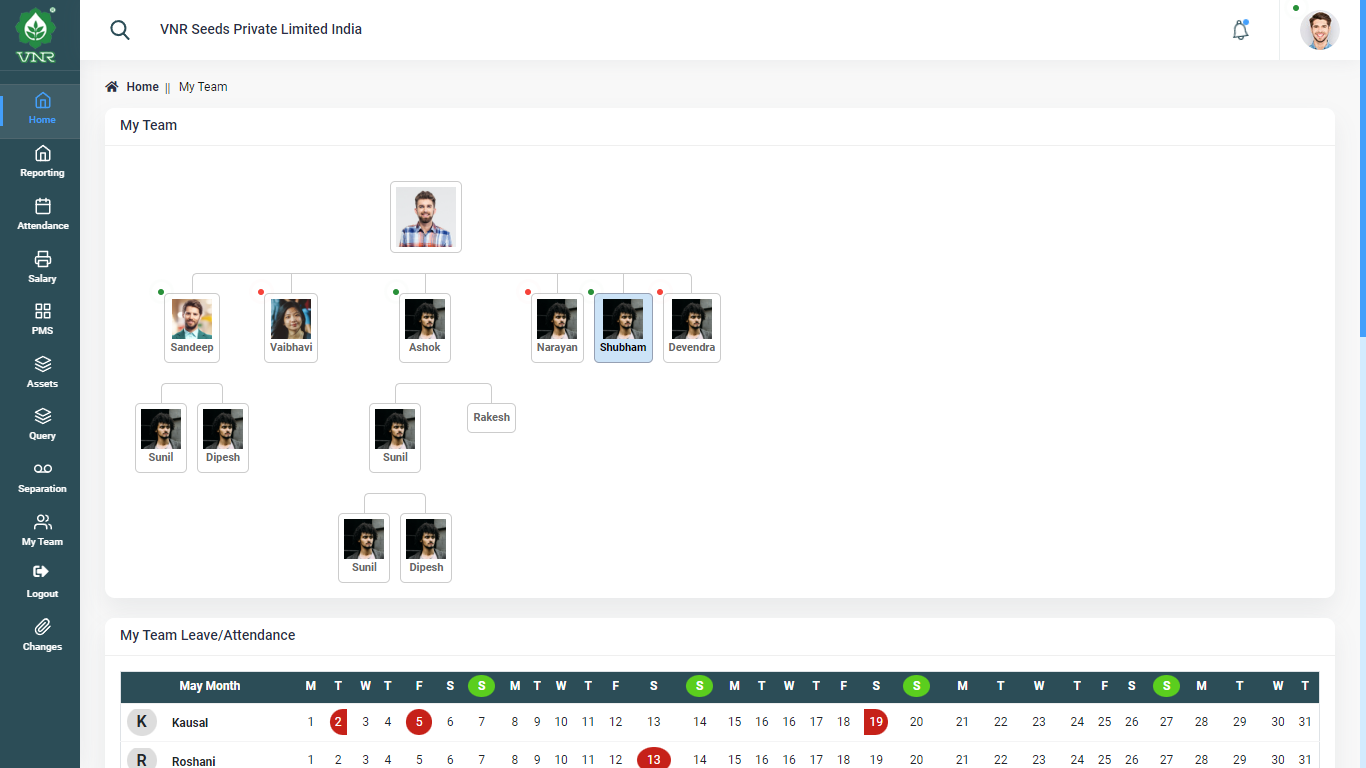 VNR
VNR Seeds Private Limited India
Home || My Team
Home
Reporting
Attendance
Salary
PMS
Assets
Query
Separation
My Team
Logout
Changes
My Team
Sandeep Vaibhavi Ashok Narayan Shubham Devendra
Sunil Dipesh Sunil Rakesh
Sunil Dipesh
My Team Leave/Attendance
May Month M T W T F S S M T W T F S S M T W T F S S M T W T F S S M T W T
K Kausal 1 2 3 4 5 6 7 8 9 10 11 12 13 14 15 16 16 17 18 19 20 21 22 23 24 25 26 27 28 29 30 31
R Roshani 1 2 3 4 5 6 7 8 9 10 11 12 13 14 15 16 16 17 18 19 20 21 22 23 24 25 26 27 28 29 30 31